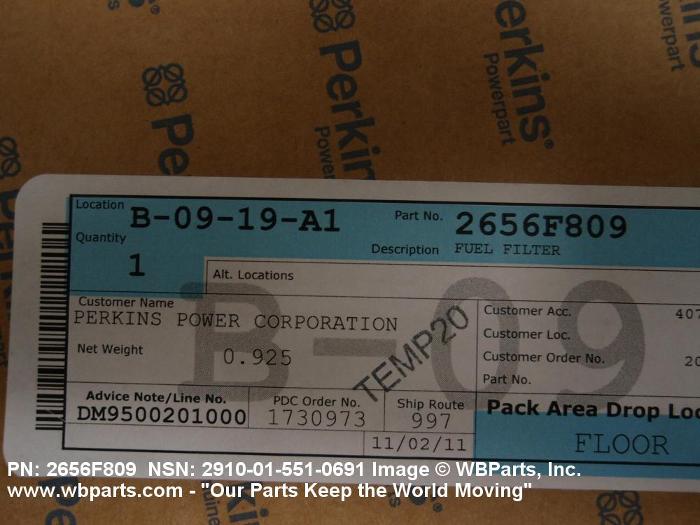 Perkins
Powerpart
Perkins
Powerpart
Location B-09-19-A1 Part No. 2656F809
Quantity 1 Description FUEL FILTER
Alt. Locations
B-09
Customer Name
PERKINS POWER CORPORATION
Net Weight 0.925
TEMP20
Customer Acc. 407
Customer Loc.
Customer Order No. 20
Part No.
Advice Note/Line No. PDC Order No. Ship Route Pack Area Drop Loc
DM9500201000 1730973 997 FLOOR
11/02/11
PN: 2656F809 NSN: 2910-01-551-0691 Image © WBParts, Inc.
www.wbparts.com - "Our Parts Keep the World Moving"